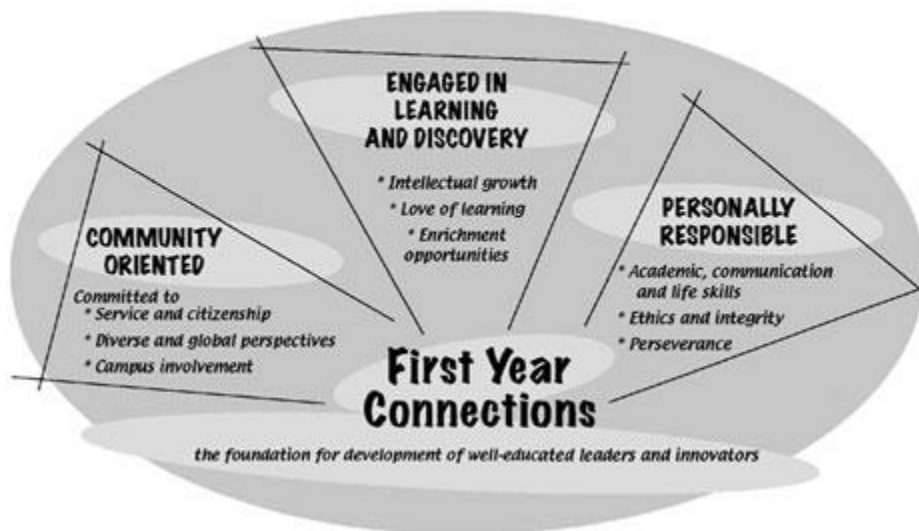 ENGAGED IN
LEARNING
AND DISCOVERY
* Intellectual growth
* Love of learning
* Enrichment
opportunities
COMMUNITY
ORIENTED
Committed to
* Service and citizenship
* Diverse and global perspectives
* Campus involvement
PERSONALLY
RESPONSIBLE
* Academic, communication
and life skills
* Ethics and integrity
* Perseverance
First Year
Connections
the foundation for development of well-educated leaders and innovators